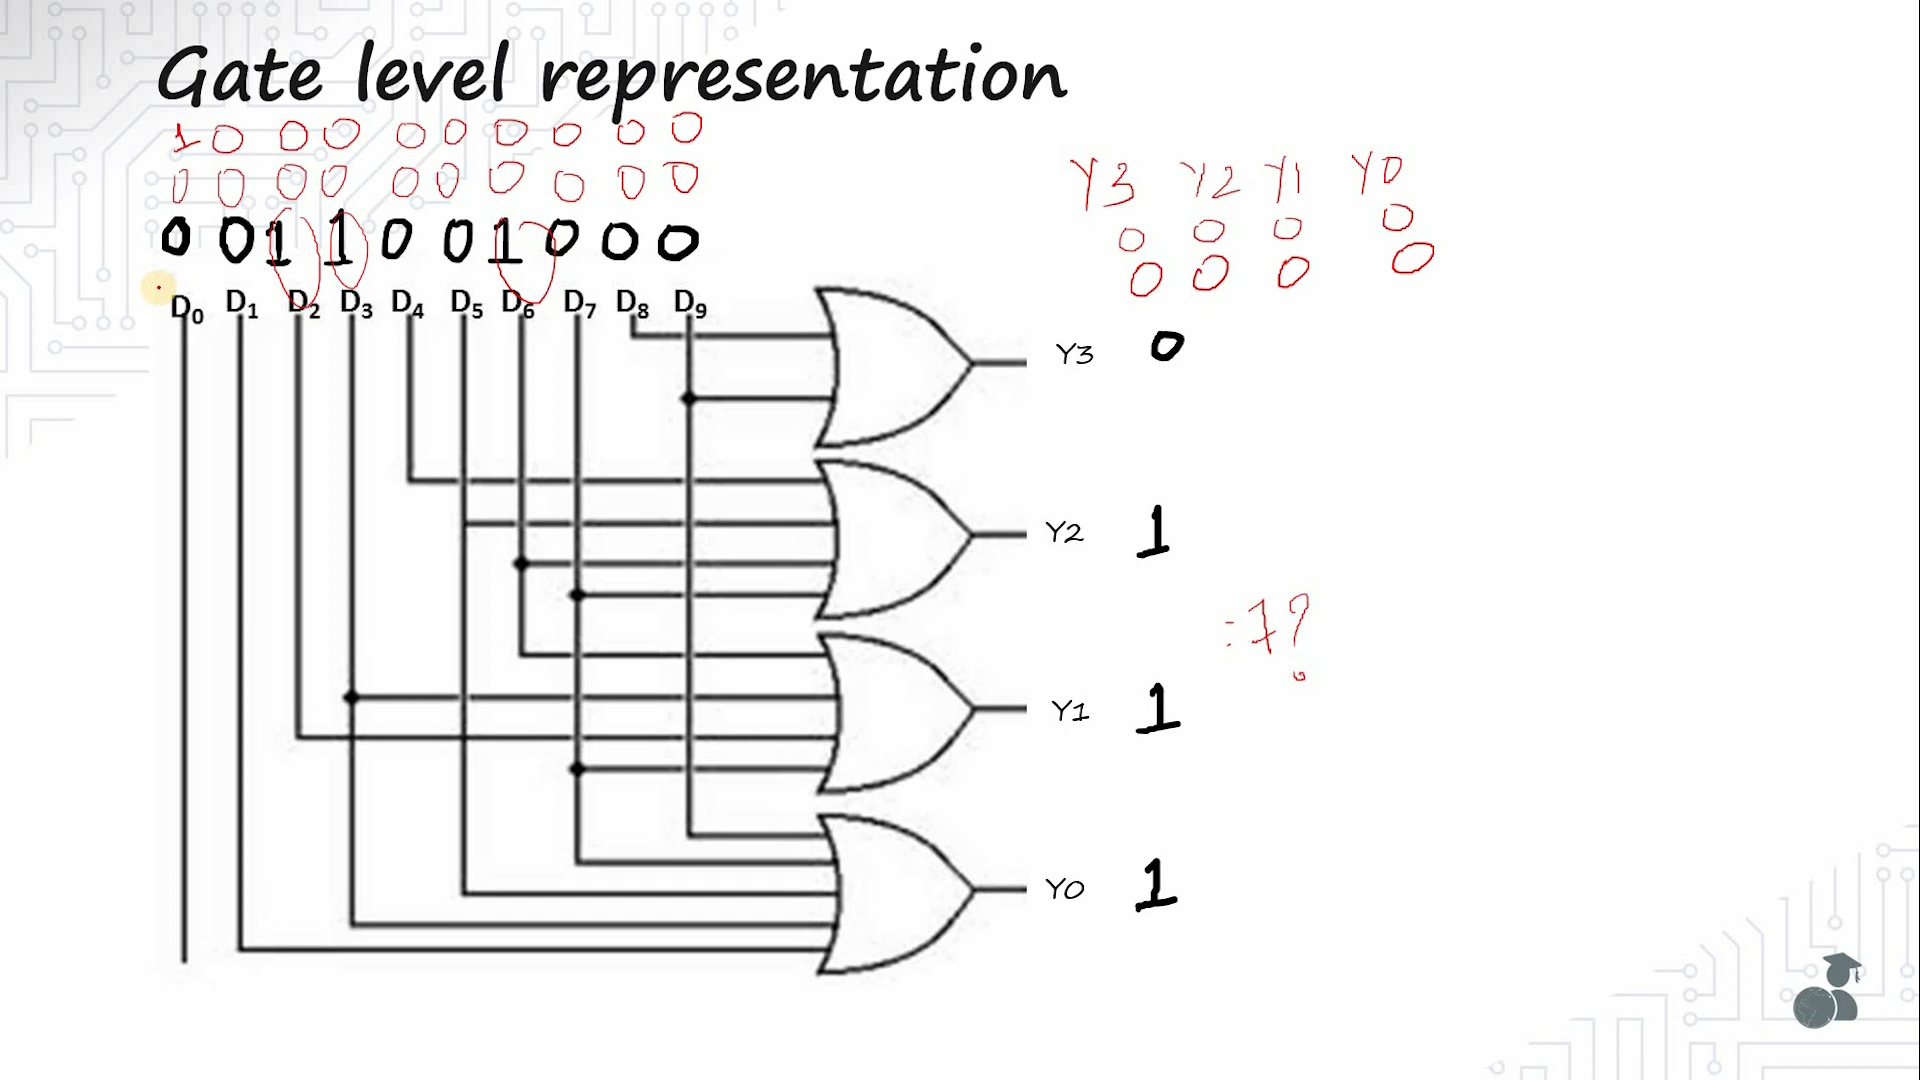 Gate level representation
1 0 0 0 0 0 0 0 0 0
0 0 0 0 0 0 0 0 0 0
0 0 1 1 0 0 1 0 0 0
D0 D1 D2 D3 D4 D5 D6 D7 D8 D9
Y3 Y2 Y1 Y0
0 0 0 0
0 0 0 0
Y3 0
Y2 1
:7?
Y1 1
Y0 1